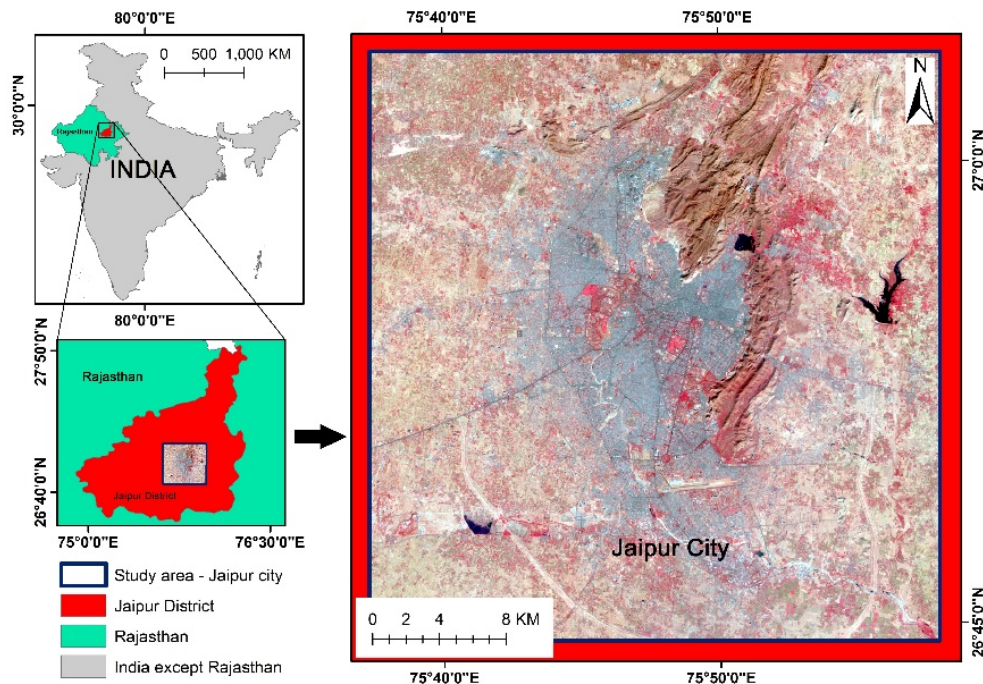 80°0'0"E
0 500 1,000 KM
30°0'0"N
Rajasthan
INDIA
80°0'0"E
27°50'0"N
Rajasthan
Jaipur District
26°40'0"N
75°0'0"E 76°30'0"E
Study area - Jaipur city
Jaipur District
Rajasthan
India except Rajasthan
75°40'0"E 75°50'0"E
N
27°0'0"N
Jaipur City
0 2 4 8 KM
26°45'0"N
75°40'0"E 75°50'0"E